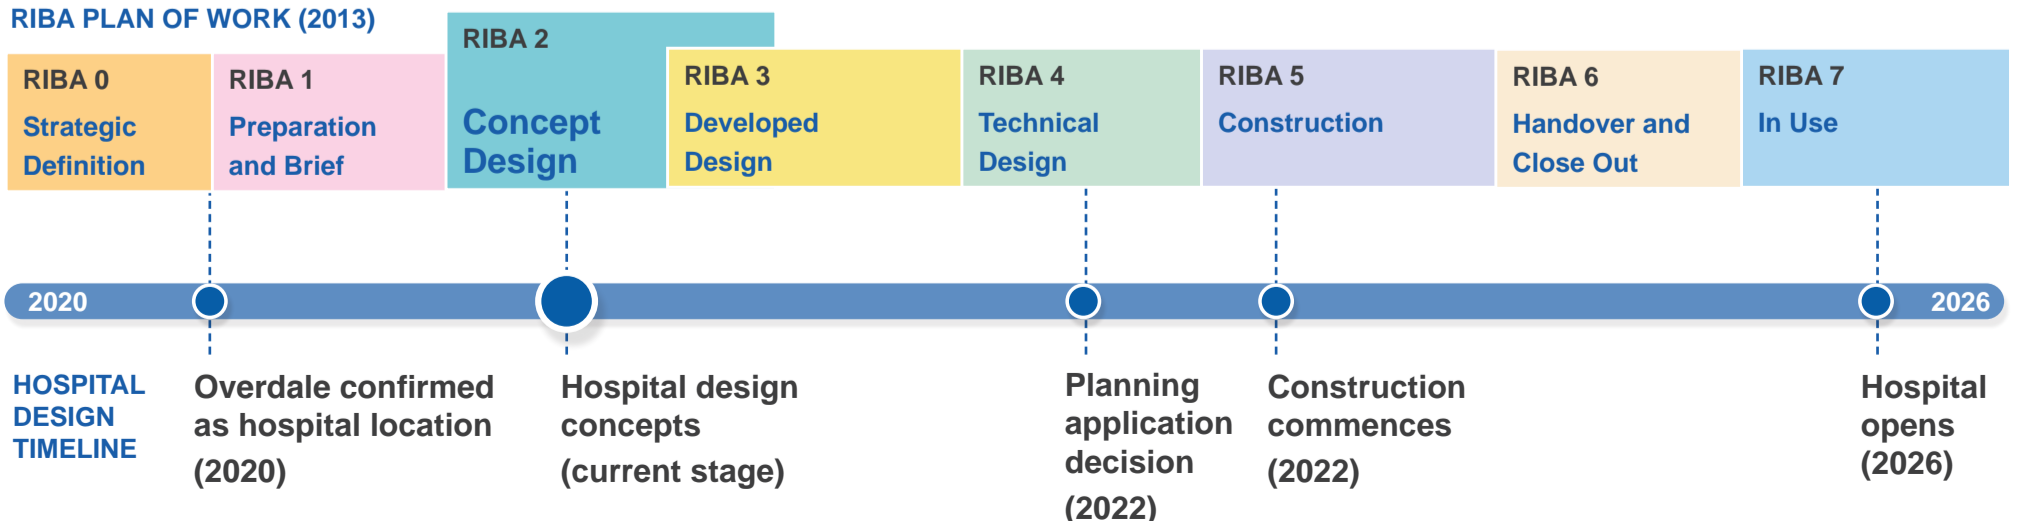 RIBA PLAN OF WORK (2013)
RIBA 0
Strategic
Definition
RIBA 1
Preparation
and Brief
RIBA 2
Concept
Design
RIBA 3
Developed
Design
RIBA 4
Technical
Design
RIBA 5
Construction
RIBA 6
Handover and
Close Out
RIBA 7
In Use
2020
2026
HOSPITAL
DESIGN
TIMELINE
Overdale confirmed
as hospital location
(2020)
Hospital design
concepts
(current stage)
Planning
application
decision
(2022)
Construction
commences
(2022)
Hospital
opens
(2026)